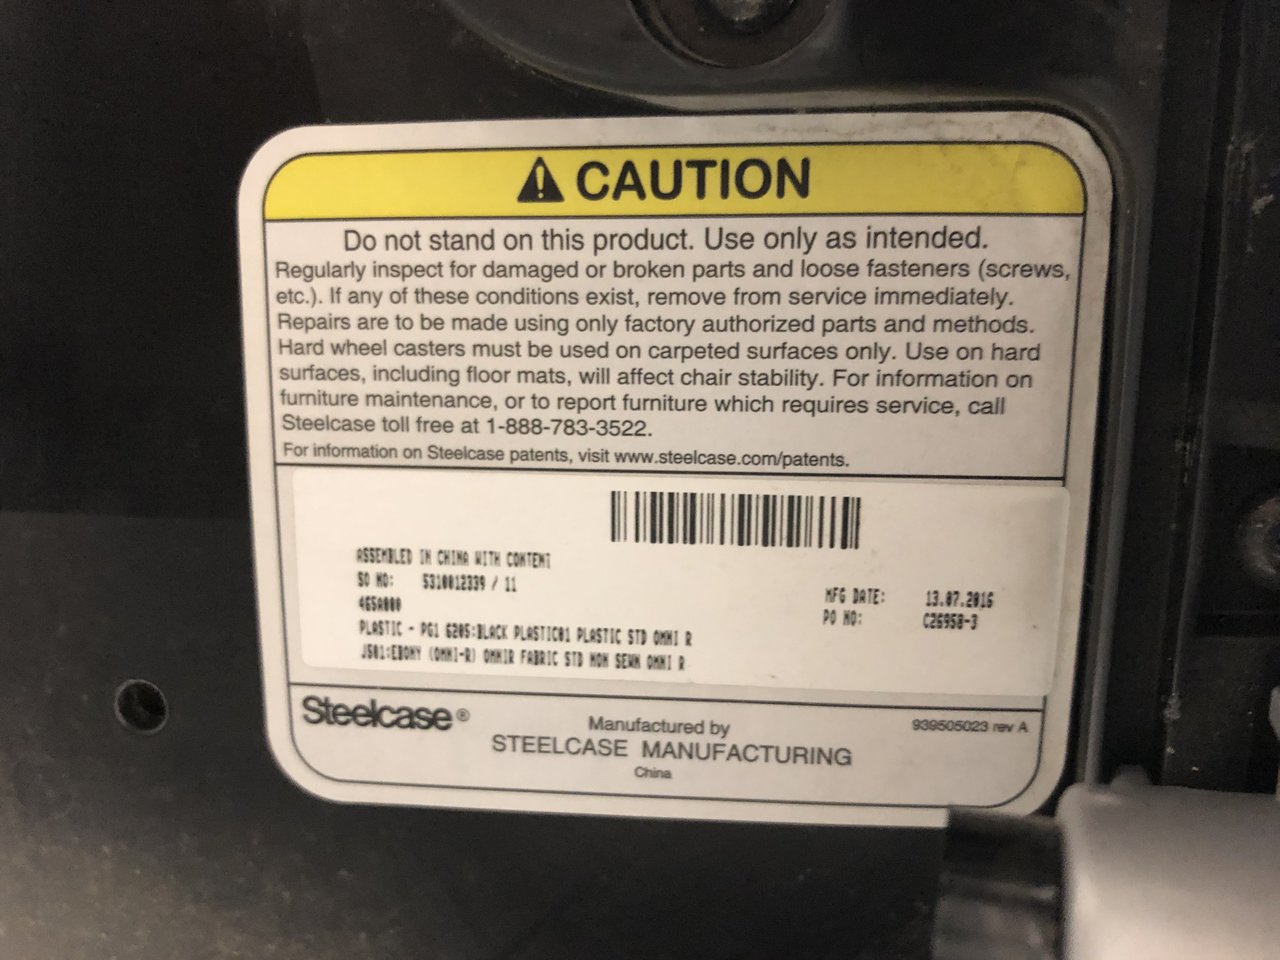 CAUTION
Do not stand on this product. Use only as intended.
Regularly inspect for damaged or broken parts and loose fasteners (screws,
etc.). If any of these conditions exist, remove from service immediately.
Repairs are to be made using only factory authorized parts and methods.
Hard wheel casters must be used on carpeted surfaces only. Use on hard
surfaces, including floor mats, will affect chair stability. For information on
furniture maintenance, or to report furniture which requires service, call
Steelcase toll free at 1-888-783-3522.
For information on Steelcase patents, visit www.steelcase.com/patents.
ASSEMBLED IN CHINA WITH CONTENT
SO NO: 5310012339 / 11
465A000
MFG DATE: 13.07.2016
PO NO: C26958-3
PLASTIC - PG1 6205:BLACK PLASTIC01 PLASTIC STD OMNI R
J501:EBONY (OMNI-R) OMNIR FABRIC STD NON SEWN OMNI R
Steelcase®
Manufactured by
STEELCASE MANUFACTURING
China
939505023 rev A